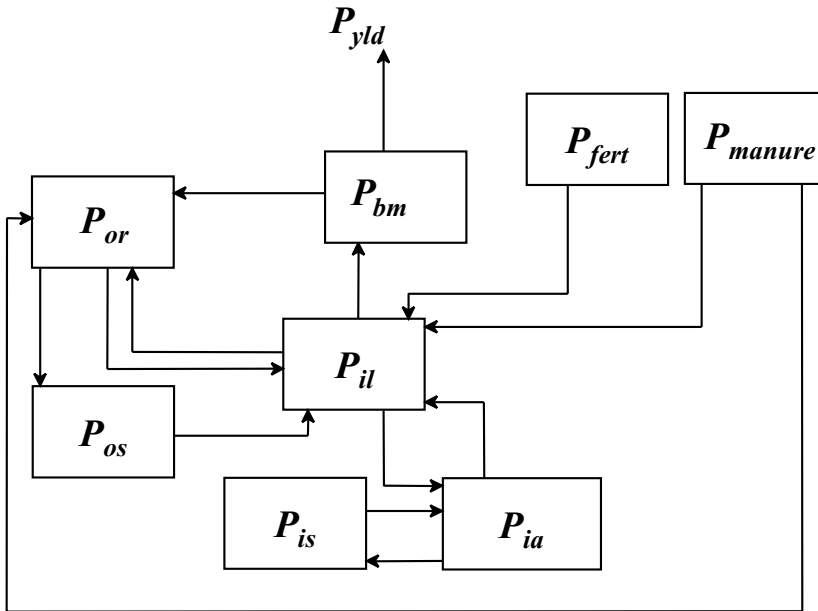 P_yld
P_fert
P_manure
P_bm
P_or
P_il
P_os
P_is
P_ia